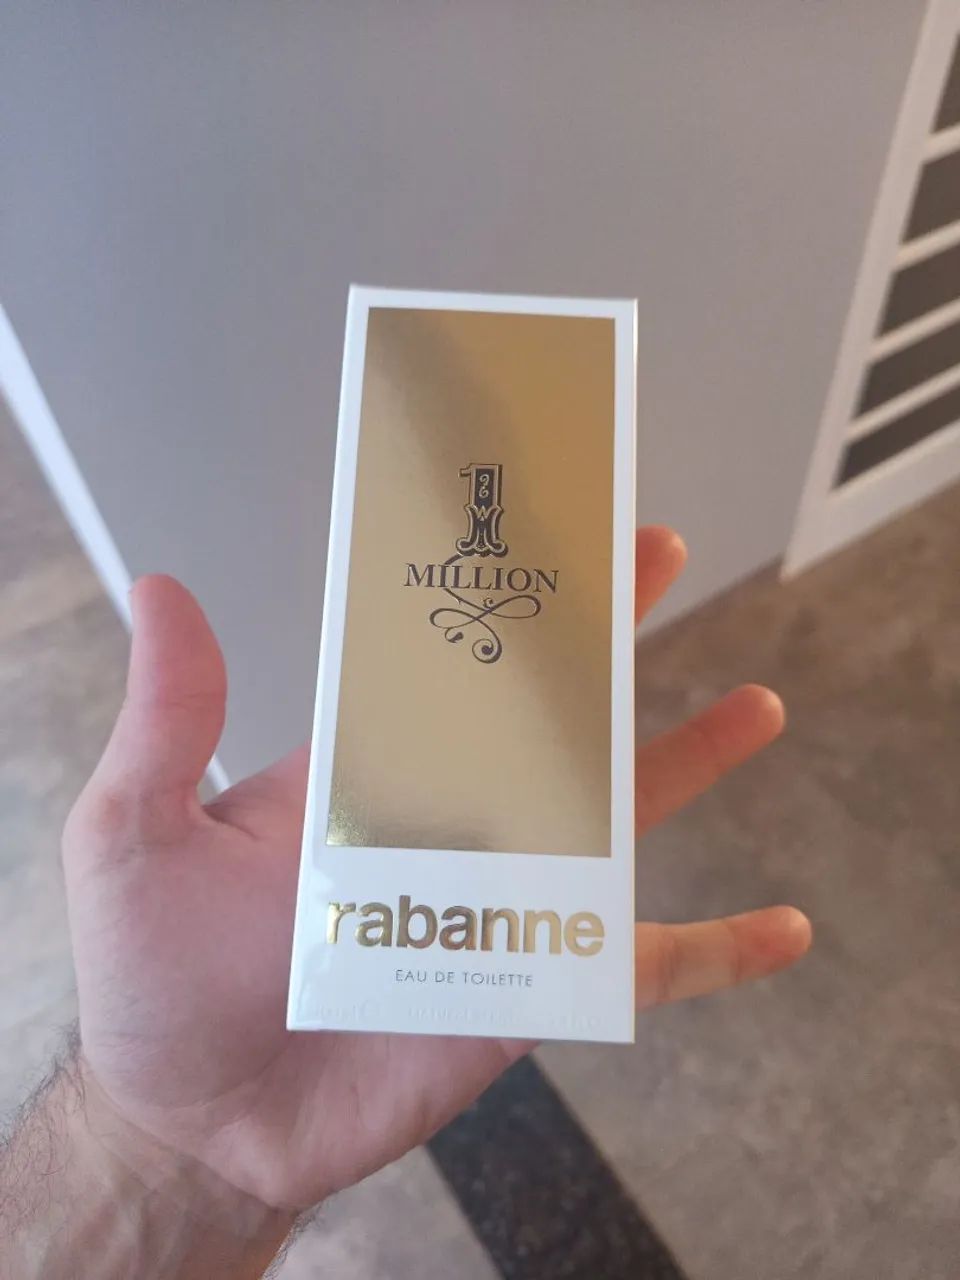 1
MILLION
rabanne
EAU DE TOILETTE